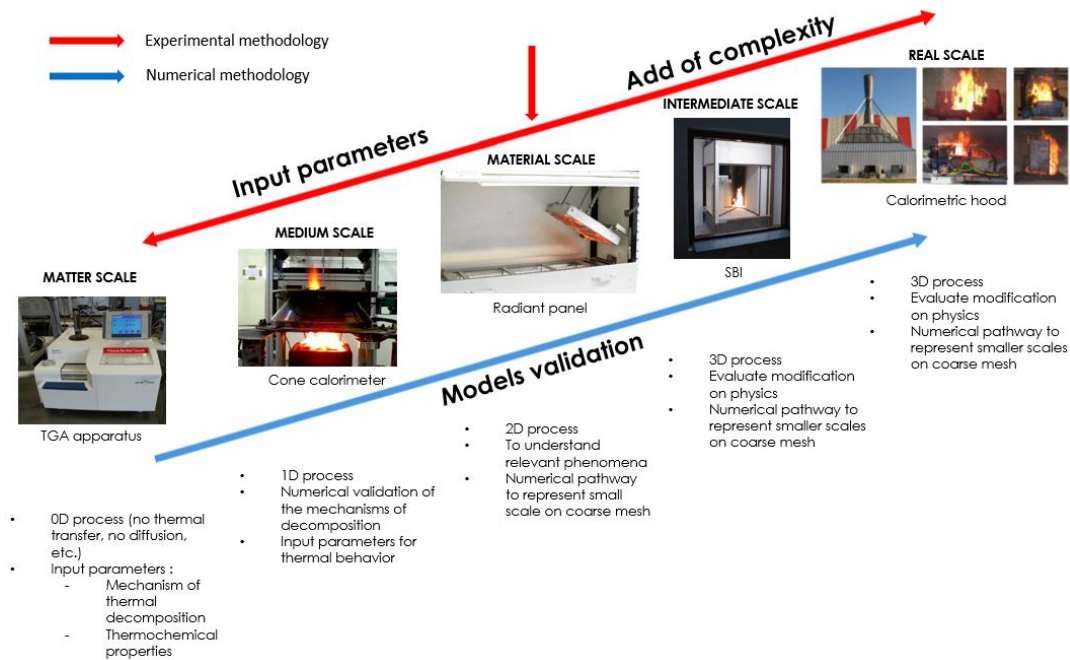 Experimental methodology
Numerical methodology
Input parameters
Add of complexity
MATTER SCALE
TGA apparatus
• 0D process (no thermal
transfer, no diffusion,
etc.)
• Input parameters :
- Mechanism of
thermal
decomposition
- Thermochemical
properties
MEDIUM SCALE
Cone calorimeter
• 1D process
• Numerical validation of
the mechanisms of
decomposition
• Input parameters for
thermal behavior
MATERIAL SCALE
Radiant panel
Models validation
• 2D process
• To understand
relevant phenomena
• Numerical pathway
to represent small
scale on coarse mesh
INTERMEDIATE SCALE
SBI
• 3D process
• Evaluate modification
on physics
• Numerical pathway to
represent smaller scales
on coarse mesh
REAL SCALE
Calorimetric hood
• 3D process
• Evaluate modification
on physics
• Numerical pathway to
represent smaller scales
on coarse mesh